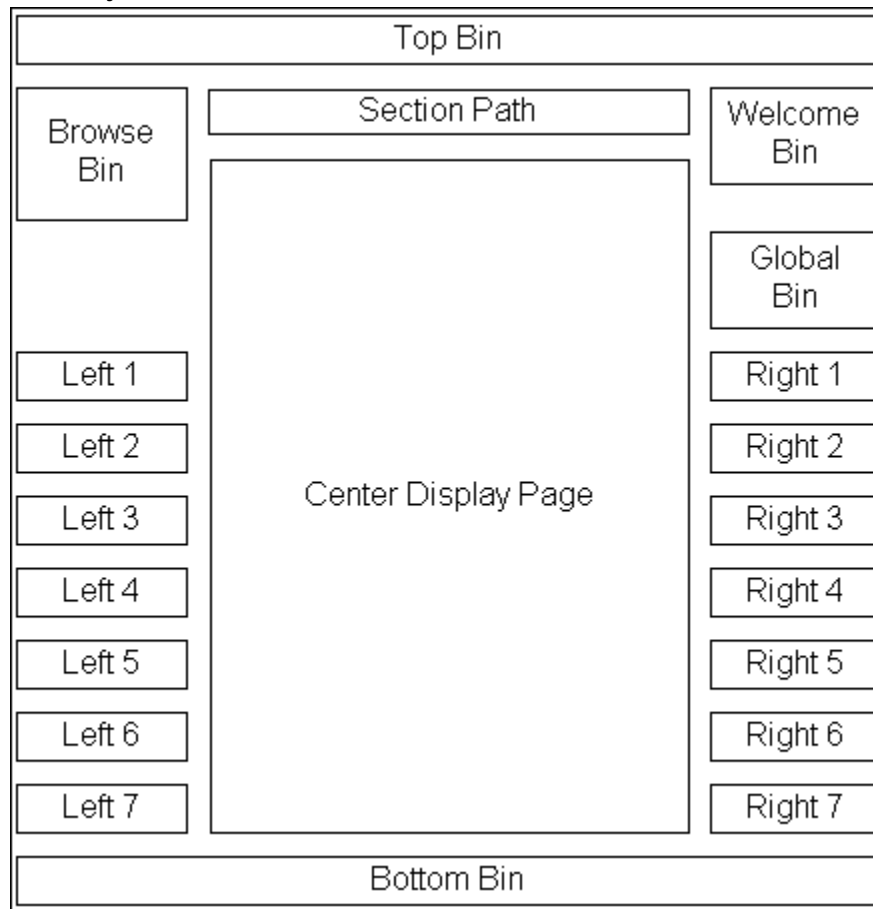 Top Bin
Browse
Bin
Section Path
Welcome
Bin
Global
Bin
Left 1
Left 2
Left 3
Left 4
Left 5
Left 6
Left 7
Center Display Page
Right 1
Right 2
Right 3
Right 4
Right 5
Right 6
Right 7
Bottom Bin